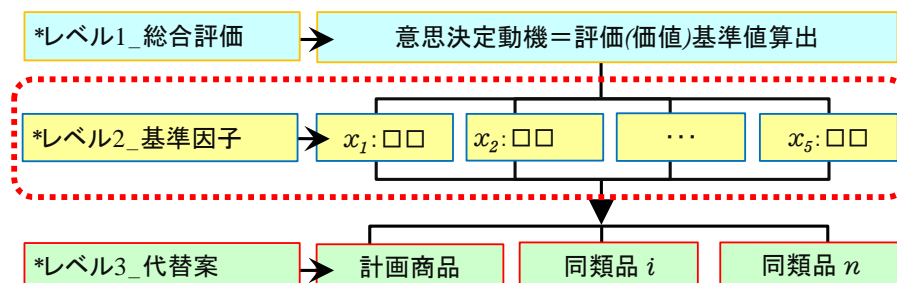 *レベル1_総合評価
意思決定動機＝評価(価値)基準値算出
*レベル2_基準因子
x₁:□□
x₂:□□
⋯
x₅:□□
*レベル3_代替案
計画商品
同類品 i
同類品 n